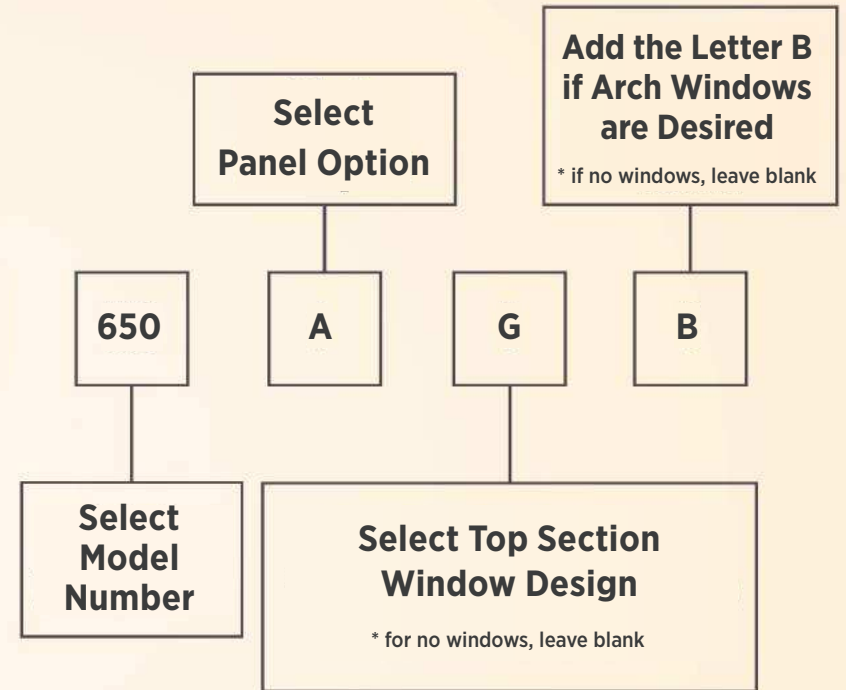 Add the Letter B
if Arch Windows
are Desired
* if no windows, leave blank
Select
Panel Option
650
A
G
B
Select
Model
Number
Select Top Section
Window Design
* for no windows, leave blank